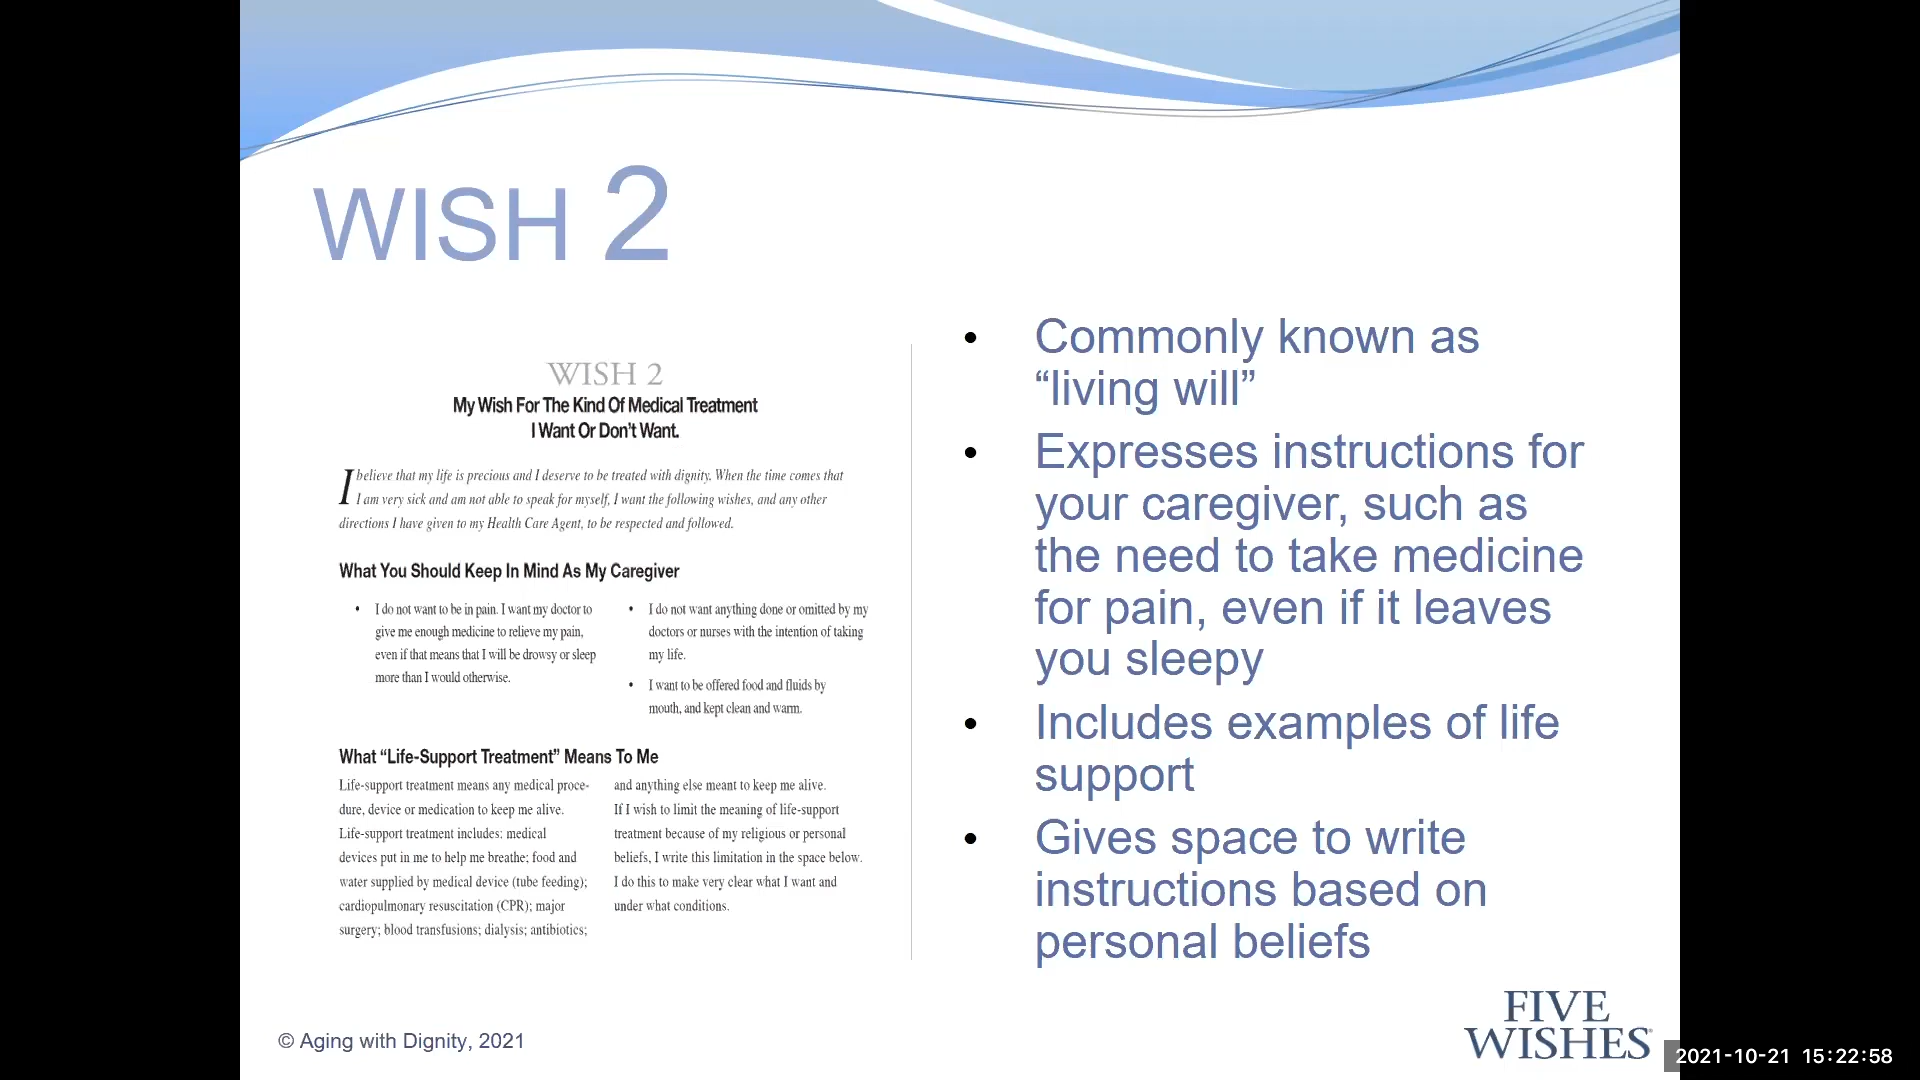 WISH 2
WISH 2
My Wish For The Kind Of Medical Treatment
I Want Or Don't Want.
I believe that my life is precious and I deserve to be treated with dignity. When the time comes that
I am very sick and am not able to speak for myself, I want the following wishes, and any other
directions I have given to my Health Care Agent, to be respected and followed.
What You Should Keep In Mind As My Caregiver
• I do not want to be in pain. I want my doctor to
give me enough medicine to relieve my pain,
even if that means that I will be drowsy or sleep
more than I would otherwise.
• I do not want anything done or omitted by my
doctors or nurses with the intention of taking
my life.
• I want to be offered food and fluids by
mouth, and kept clean and warm.
What “Life-Support Treatment” Means To Me
Life-support treatment means any medical proce-
dure, device or medication to keep me alive.
Life-support treatment includes: medical
devices put in me to help me breathe; food and
water supplied by medical device (tube feeding);
cardiopulmonary resuscitation (CPR); major
surgery; blood transfusions; dialysis; antibiotics;
and anything else meant to keep me alive.
If I wish to limit the meaning of life-support
treatment because of my religious or personal
beliefs, I write this limitation in the space below.
I do this to make very clear what I want and
under what conditions.
• Commonly known as
“living will”
• Expresses instructions for
your caregiver, such as
the need to take medicine
for pain, even if it leaves
you sleepy
• Includes examples of life
support
• Gives space to write
instructions based on
personal beliefs
© Aging with Dignity, 2021
FIVE
WISHES®
2021-10-21 15:22:58